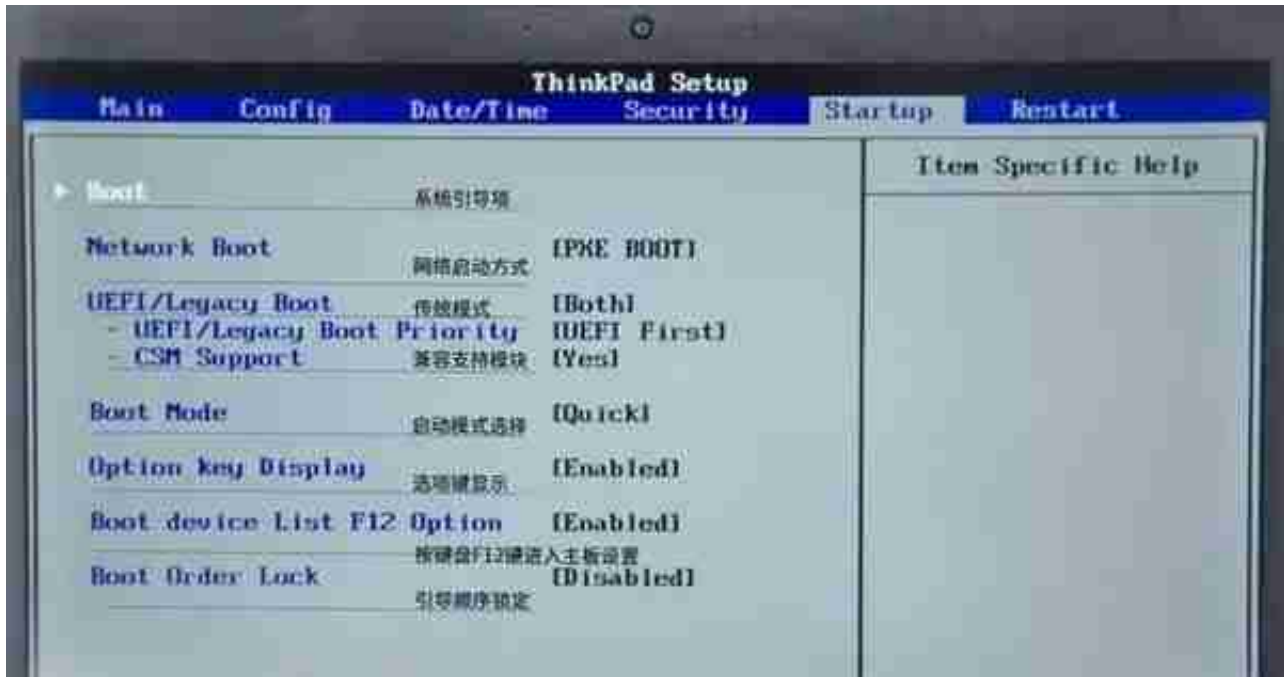 ThinkPad Setup
Main Config Date/Time Security Startup Restart
Item Specific Help
Boot
系统引导项
Network Boot [PXE BOOT]
网络启动方式
UEFI/Legacy Boot 传统模式 [Both]
- UEFI/Legacy Boot Priority [UEFI First]
- CSM Support 兼容支持模块 [Yes]
Boot Mode [Quick]
启动模式选择
Option key Display [Enabled]
选项键显示
Boot device List F12 Option [Enabled]
按键盘F12键进入主板设置
Boot Order Lock [Disabled]
引导顺序锁定